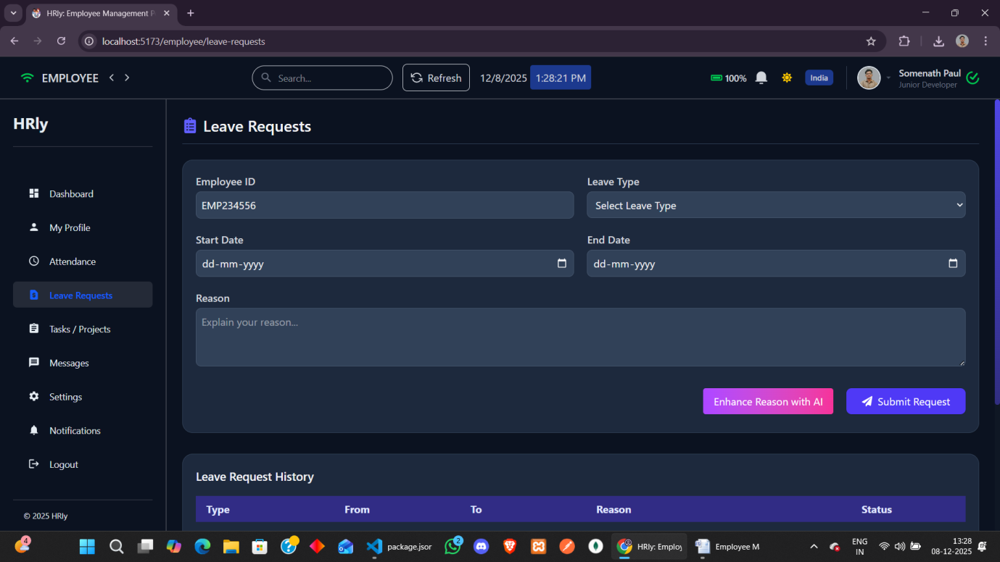 HRly: Employee Management P
localhost:5173/employee/leave-requests
EMPLOYEE
Search...
Refresh
12/8/2025 1:28:21 PM
100%
India
Somenath Paul
Junior Developer
HRly
Dashboard
My Profile
Attendance
Leave Requests
Tasks / Projects
Messages
Settings
Notifications
Logout
© 2025 HRly
Leave Requests
Employee ID
EMP234556
Leave Type
Select Leave Type
Start Date
dd-mm-yyyy
End Date
dd-mm-yyyy
Reason
Explain your reason...
Enhance Reason with AI
Submit Request
Leave Request History
Type From To Reason Status
4
package.jsor
2
HRly: Employ
Employee M
ENG
IN
13:28
08-12-2025